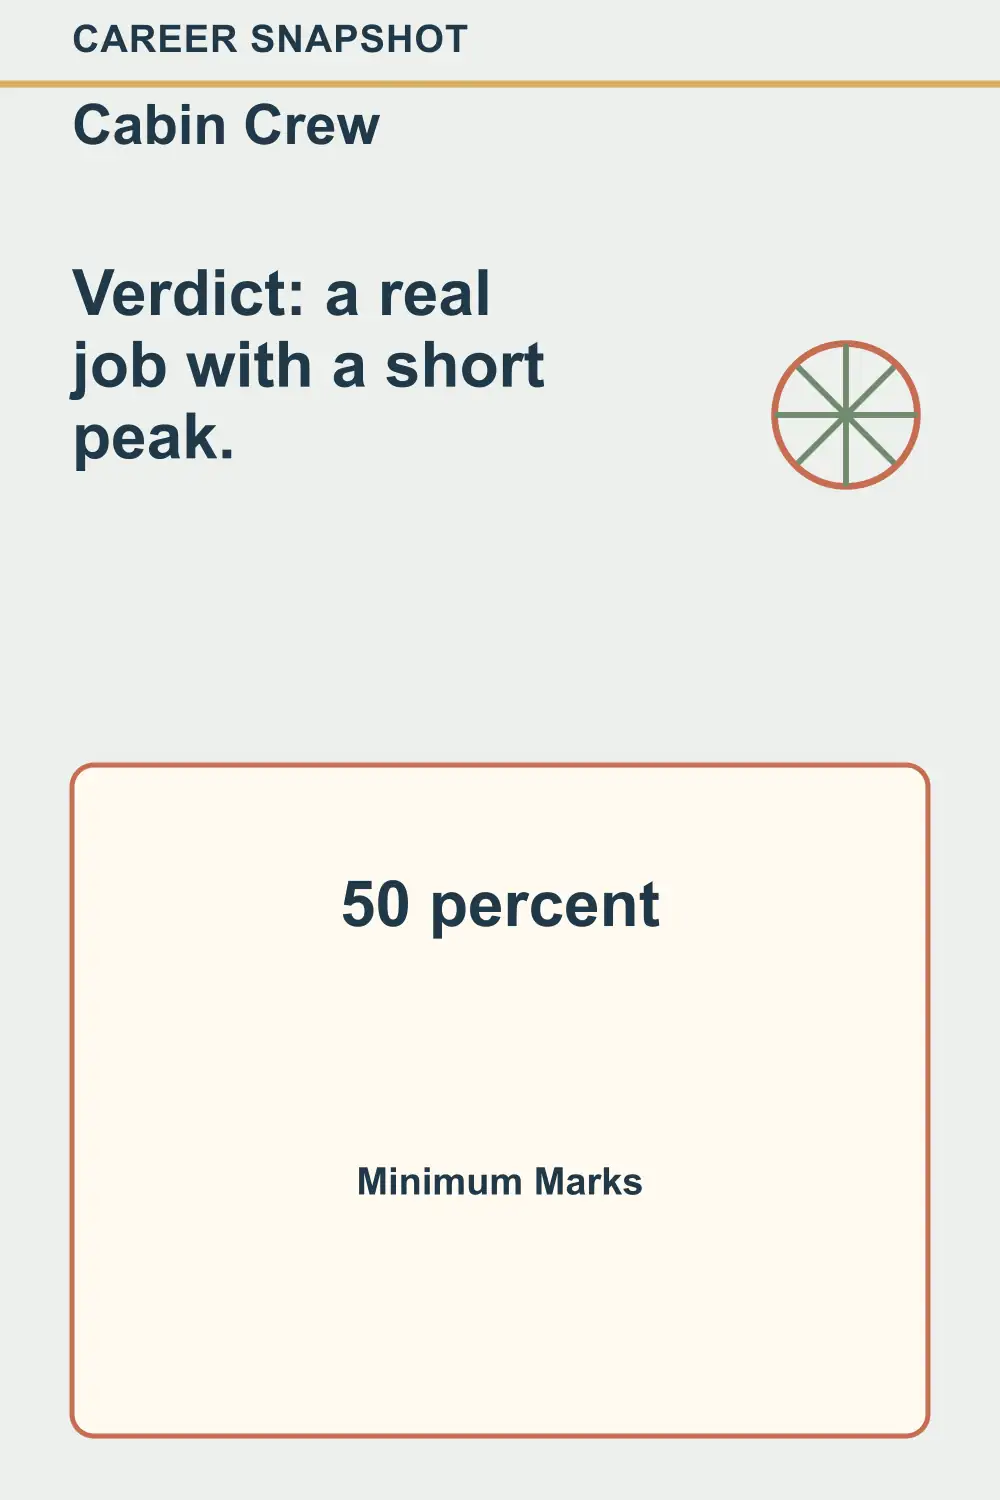 CAREER SNAPSHOT
Cabin Crew
Verdict: a real
job with a short
peak.
50 percent
Minimum Marks